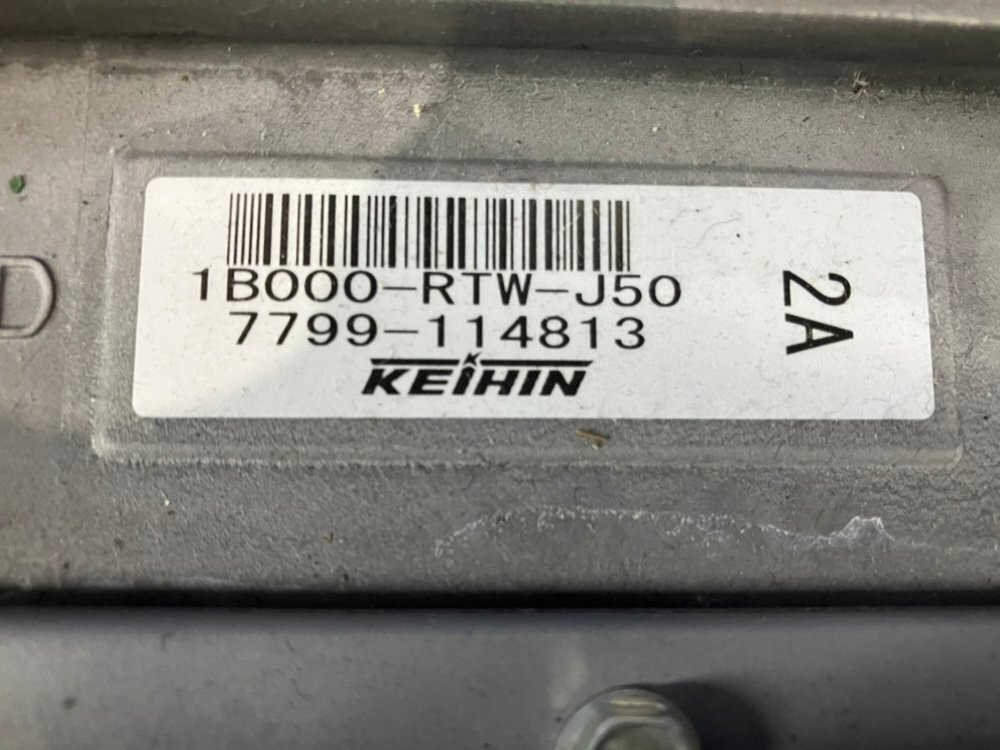 1B000-RTW-J50
7799-114813
KEIHIN
2A
D